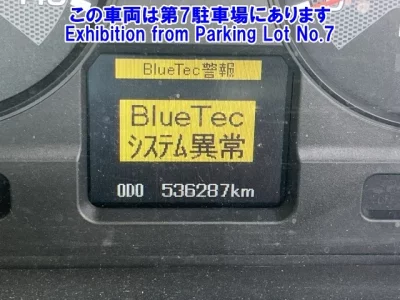 この車両は第7駐車場にあります
Exhibition from Parking Lot No.7
BlueTec警報
BlueTec
システム異常
ODO 536287km